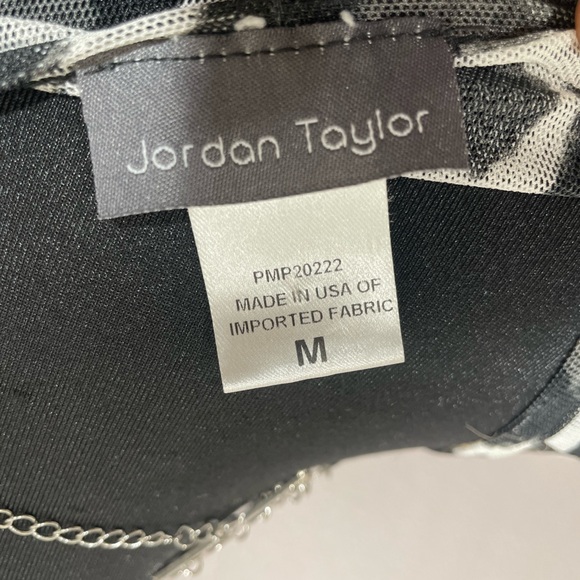 Jordan Taylor
PMP20222
MADE IN USA OF
IMPORTED FABRIC
M